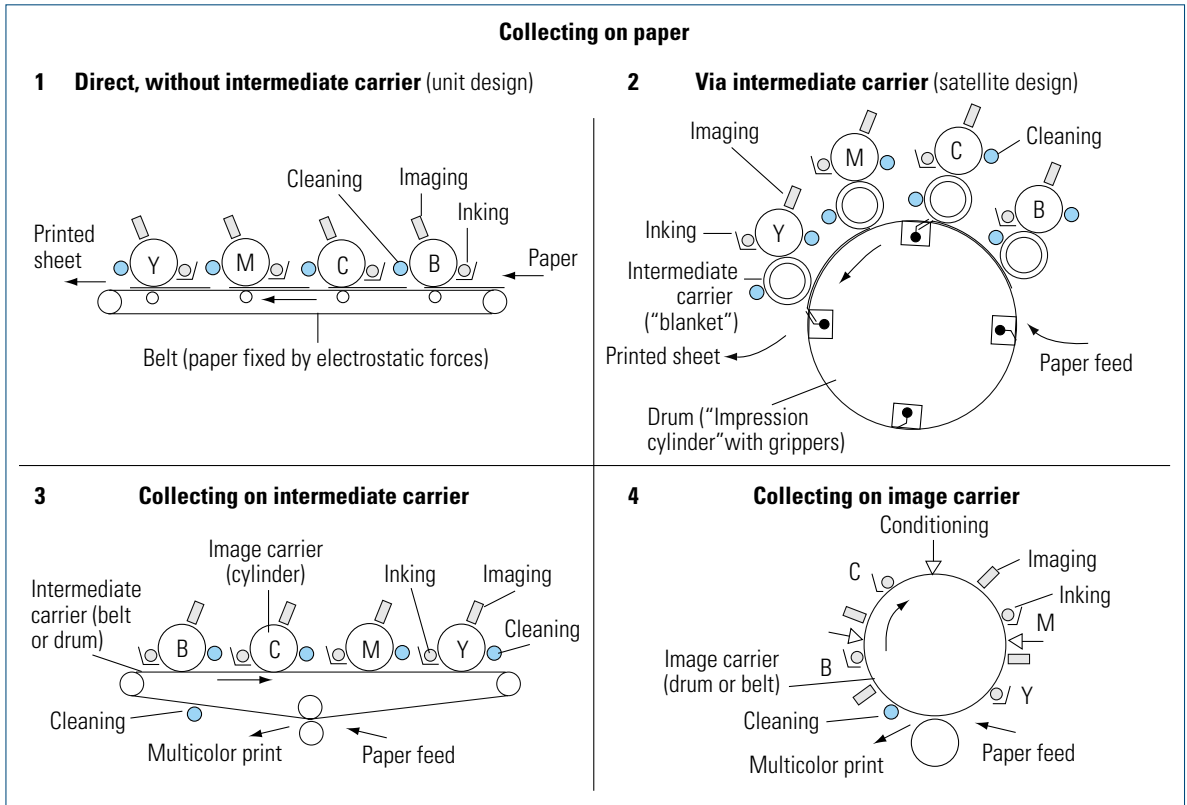 Collecting on paper
1 Direct, without intermediate carrier (unit design)
Cleaning
Imaging
Inking
Printed
sheet
Y
M
C
B
Paper
Belt (paper fixed by electrostatic forces)
2 Via intermediate carrier (satellite design)
Imaging
M
C
Cleaning
Inking
Y
B
Intermediate
carrier
(“blanket”)
Printed sheet
Paper feed
Drum (“Impression
cylinder”with grippers)
3 Collecting on intermediate carrier
Image carrier
(cylinder)
Inking
Imaging
Intermediate
carrier (belt
or drum)
B
C
M
Y
Cleaning
Cleaning
Multicolor print
Paper feed
4 Collecting on image carrier
Conditioning
C
Imaging
Inking
M
B
Image carrier
(drum or belt)
Y
Cleaning
Multicolor print
Paper feed